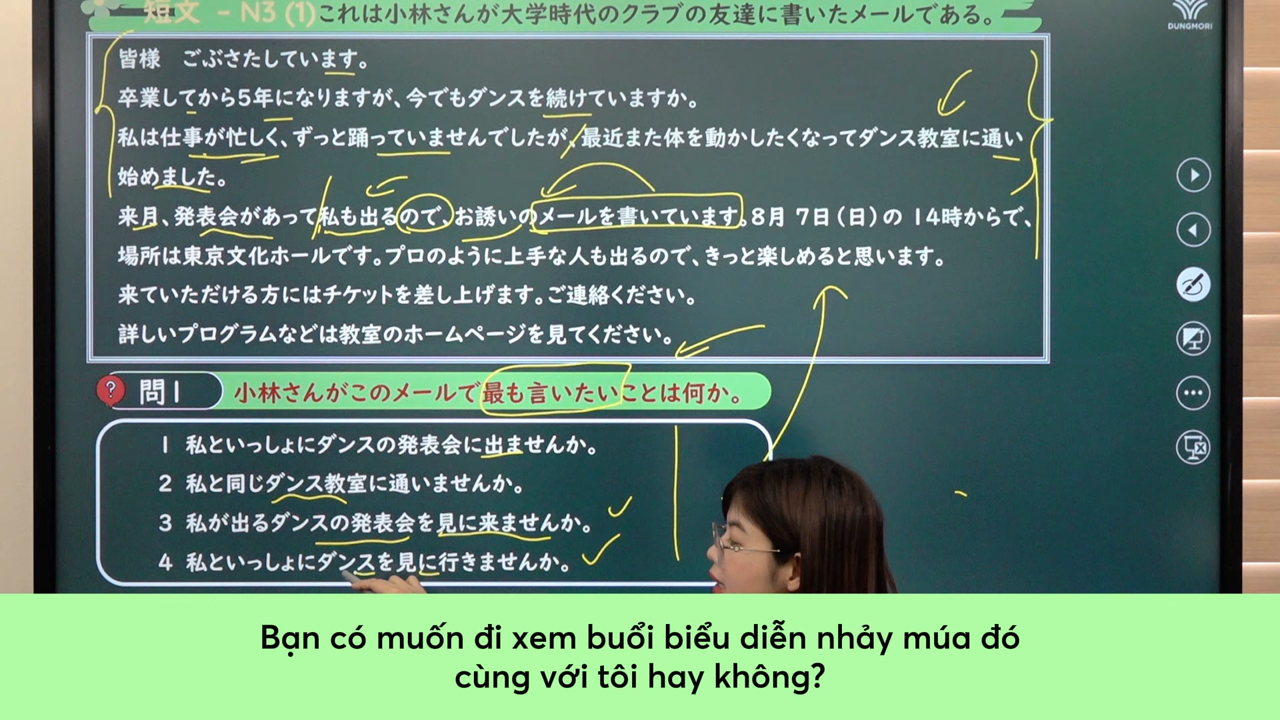 短文 - N3 (1) これは小林さんが大学時代のクラブの友達に書いたメールである。
DUNGMORI
皆様　ごぶさたしています。
卒業してから5年になりますが、今でもダンスを続けていますか。
私は仕事が忙しく、ずっと踊っていませんでしたが、最近また体を動かしたくなってダンス教室に通い
始めました。
来月、発表会があって私も出るので、お誘いのメールを書いています。8月 7日(日)の 14時からで、
場所は東京文化ホールです。プロのように上手な人も出るので、きっと楽しめると思います。
来ていただける方にはチケットを差し上げます。ご連絡ください。
詳しいプログラムなどは教室のホームページを見てください。
? 問1 小林さんがこのメールで最も言いたいことは何か。
1 私といっしょにダンスの発表会に出ませんか。
2 私と同じダンス教室に通いませんか。
3 私が出るダンスの発表会を見に来ませんか。
4 私といっしょにダンスを見に行きませんか。
Bạn có muốn đi xem buổi biểu diễn nhảy múa đó
cùng với tôi hay không?